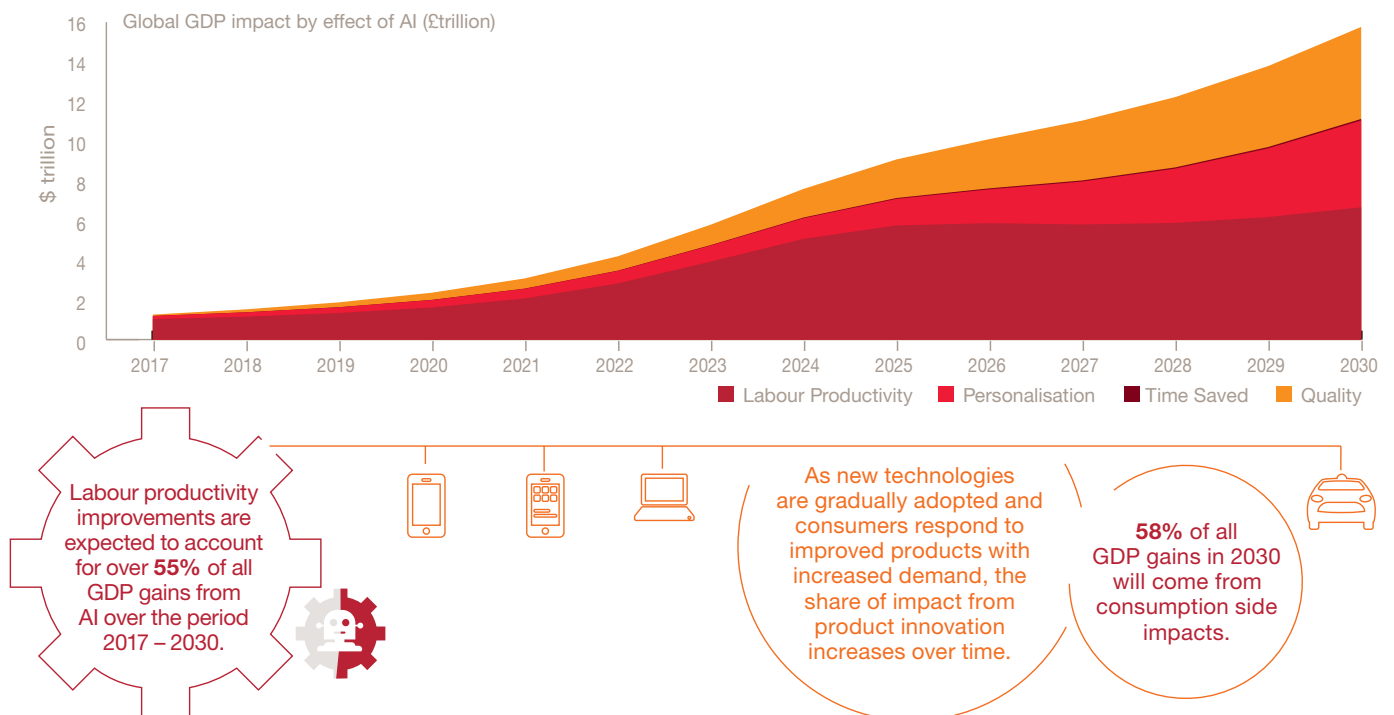 Global GDP impact by effect of AI (£trillion)
$ trillion
16
14
12
10
8
6
4
2
0
2017 2018 2019 2020 2021 2022 2023 2024 2025 2026 2027 2028 2029 2030
Labour Productivity Personalisation Time Saved Quality
Labour productivity
improvements are
expected to account
for over 55% of all
GDP gains from
AI over the period
2017 – 2030.
As new technologies
are gradually adopted and
consumers respond to
improved products with
increased demand, the
share of impact from
product innovation
increases over time.
58% of all
GDP gains in 2030
will come from
consumption side
impacts.